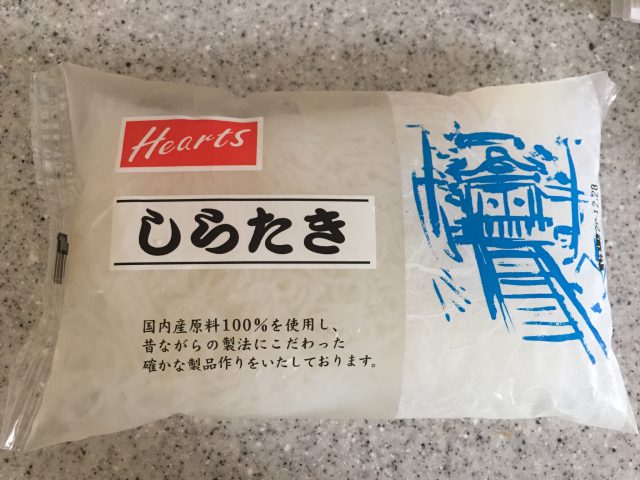 Hearts
しらたき
国内産原料100%を使用し、
昔ながらの製法にこだわった
確かな製品作りをいたしております。